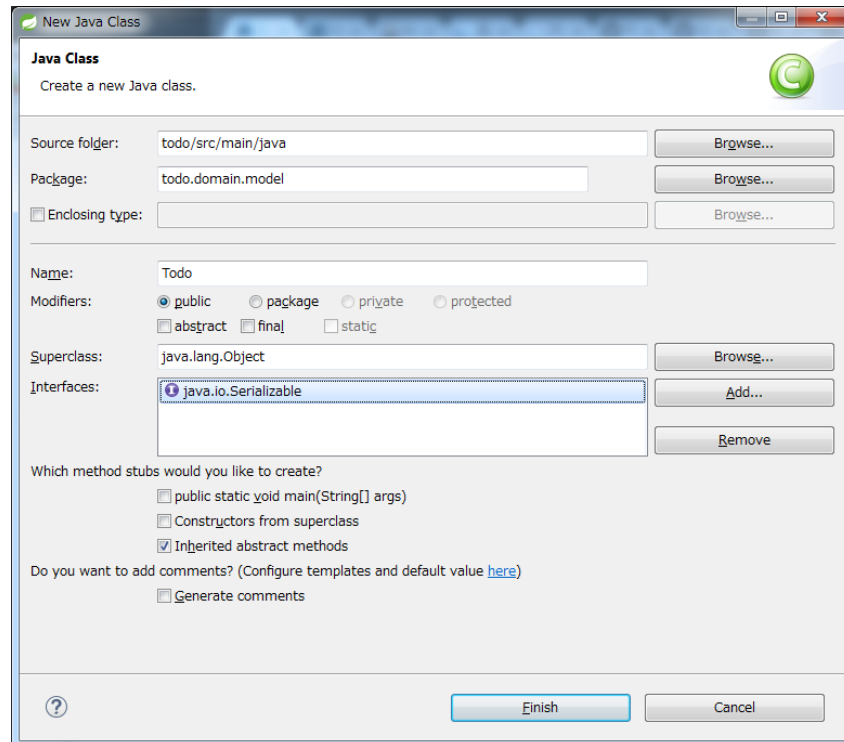 New Java Class
Java Class
Create a new Java class.
Source folder: todo/src/main/java Browse...
Package: todo.domain.model Browse...
Enclosing type: Browse...
Name: Todo
Modifiers: public package private protected
abstract final static
Superclass: java.lang.Object Browse...
Interfaces: java.io.Serializable Add...
Remove
Which method stubs would you like to create?
public static void main(String[] args)
Constructors from superclass
Inherited abstract methods
Do you want to add comments? (Configure templates and default value here)
Generate comments
Finish Cancel